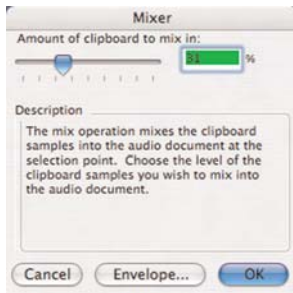 Mixer
Amount of clipboard to mix in:
31 %
Description
The mix operation mixes the clipboard
samples into the audio document at the
selection point. Choose the level of the
clipboard samples you wish to mix into
the audio document.
Cancel Envelope... OK